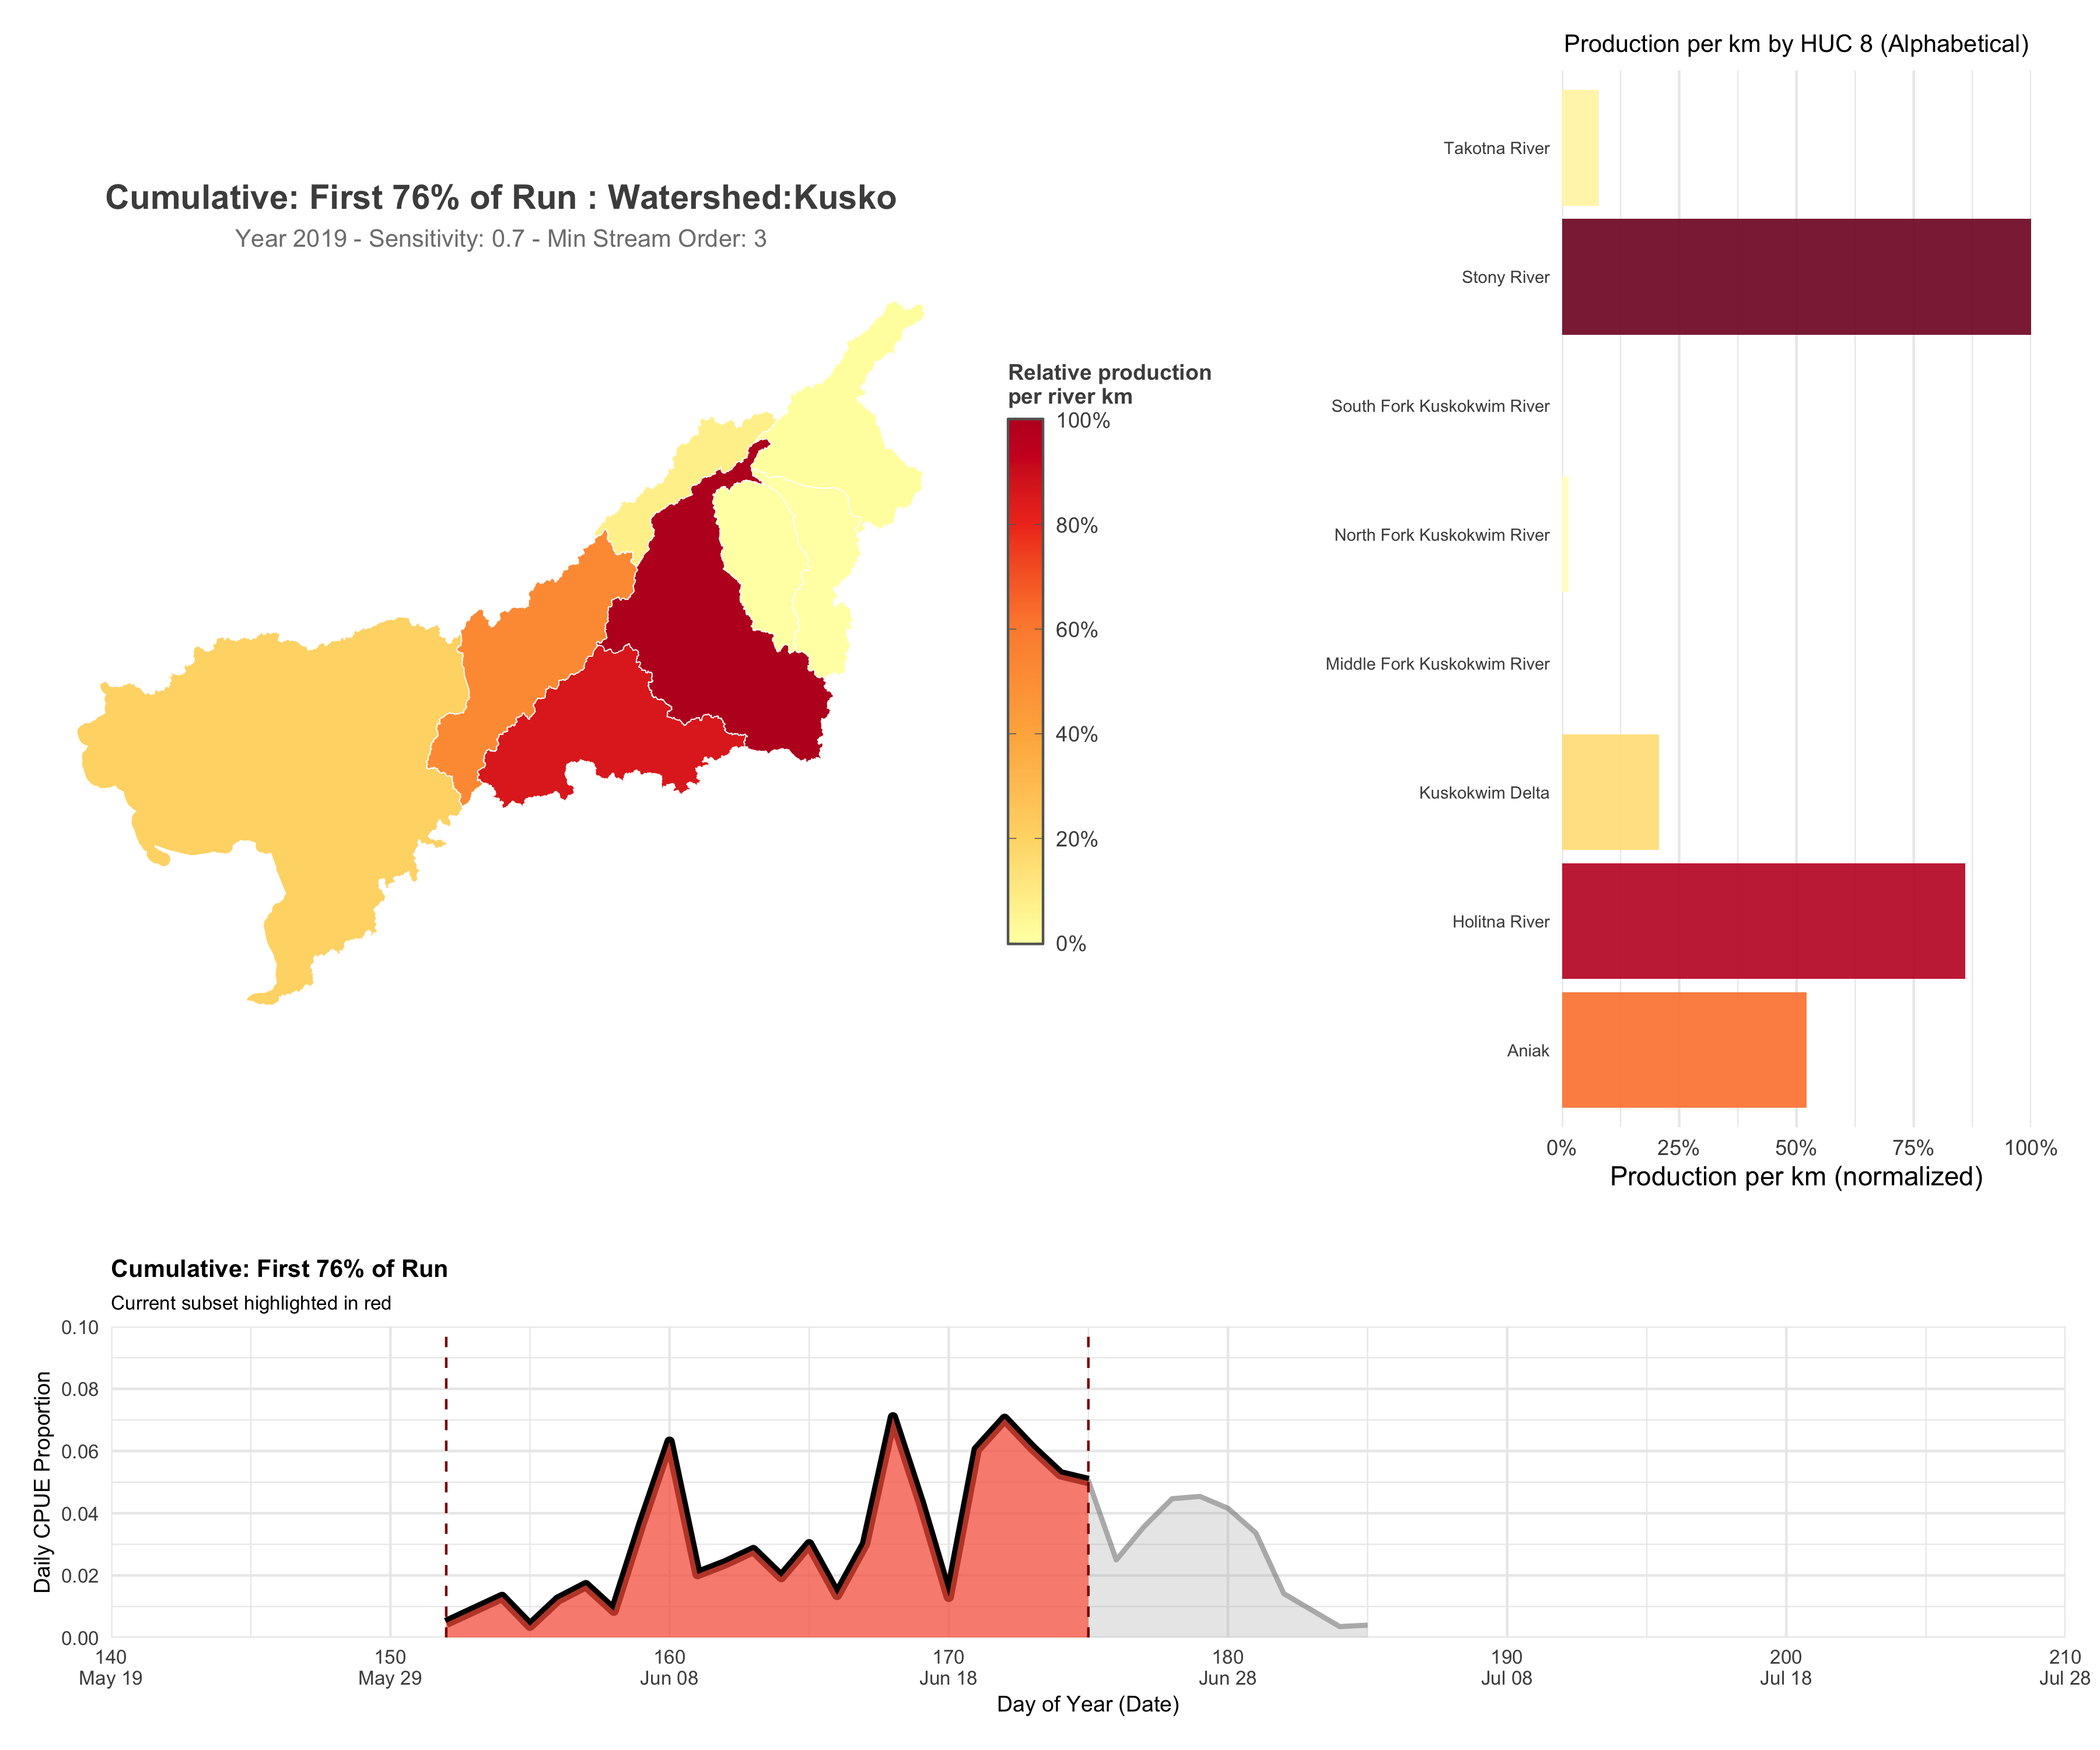 Production per km by HUC 8 (Alphabetical)
Takotna River
Stony River
South Fork Kuskokwim River
North Fork Kuskokwim River
Middle Fork Kuskokwim River
Kuskokwim Delta
Holitna River
Aniak
0% 25% 50% 75% 100%
Production per km (normalized)
Cumulative: First 76% of Run : Watershed:Kusko
Year 2019 - Sensitivity: 0.7 - Min Stream Order: 3
Relative production
per river km
100%
80%
60%
40%
20%
0%
Cumulative: First 76% of Run
Current subset highlighted in red
Daily CPUE Proportion
0.10
0.08
0.06
0.04
0.02
0.00
140 150 160 170 180 190 200 210
May 19 May 29 Jun 08 Jun 18 Jun 28 Jul 08 Jul 18 Jul 28
Day of Year (Date)